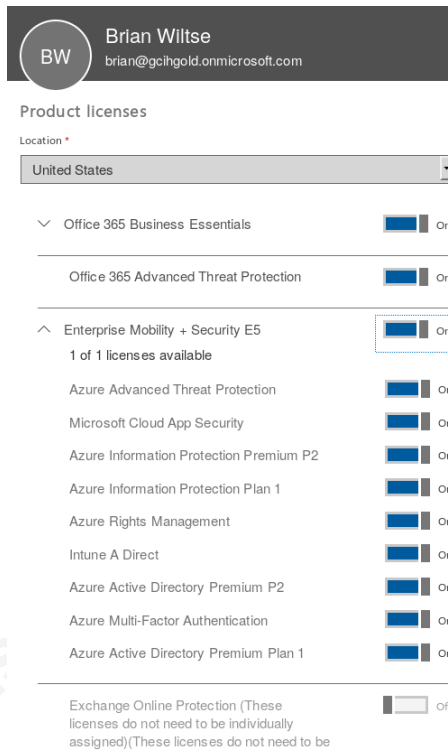 Brian Wiltse
BW
brian@gcihgold.onmicrosoft.com
Product licenses
Location *
United States
Office 365 Business Essentials
Office 365 Advanced Threat Protection
Enterprise Mobility + Security E5
1 of 1 licenses available
Azure Advanced Threat Protection
Microsoft Cloud App Security
Azure Information Protection Premium P2
Azure Information Protection Plan 1
Azure Rights Management
Intune A Direct
Azure Active Directory Premium P2
Azure Multi-Factor Authentication
Azure Active Directory Premium Plan 1
Exchange Online Protection (These
licenses do not need to be individually
assigned)(These licenses do not need to be